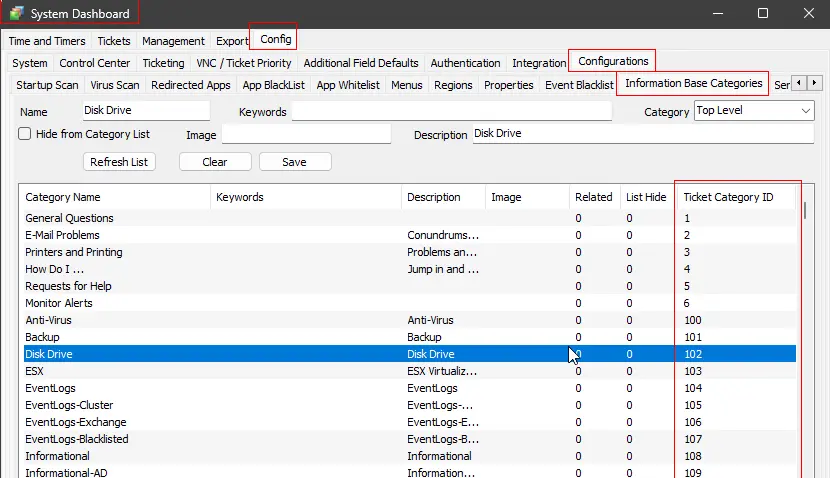 System Dashboard
Time and Timers Tickets Management Export Config
System Control Center Ticketing VNC / Ticket Priority Additional Field Defaults Authentication Integration Configurations
Startup Scan Virus Scan Redirected Apps App BlackList App Whitelist Menus Regions Properties Event Blacklist Information Base Categories Ser
Name Disk Drive Keywords Category Top Level
Hide from Category List Image Description Disk Drive
Refresh List Clear Save
Category Name Keywords Description Image Related List Hide Ticket Category ID
General Questions 0 0 1
E-Mail Problems Conundrums... 0 0 2
Printers and Printing Problems an... 0 0 3
How Do I ... Jump in and ... 0 0 4
Requests for Help 0 0 5
Monitor Alerts 0 0 6
Anti-Virus Anti-Virus 0 0 100
Backup Backup 0 0 101
Disk Drive Disk Drive 0 0 102
ESX ESX Virtualiz... 0 0 103
EventLogs EventLogs 0 0 104
EventLogs-Cluster EventLogs-... 0 0 105
EventLogs-Exchange EventLogs-E... 0 0 106
EventLogs-Blacklisted EventLogs-B... 0 0 107
Informational Informational 0 0 108
Informational-AD Information... 0 0 109